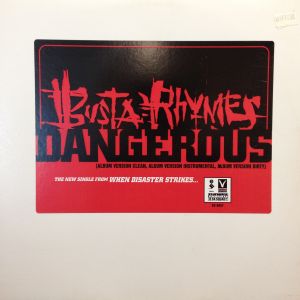 BUSTA RHYMES
DANGEROUS
(ALBUM VERSION CLEAN, ALBUM VERSION INSTRUMENTAL, ALBUM VERSION DIRTY)
THE NEW SINGLE FROM WHEN DISASTER STRIKES...